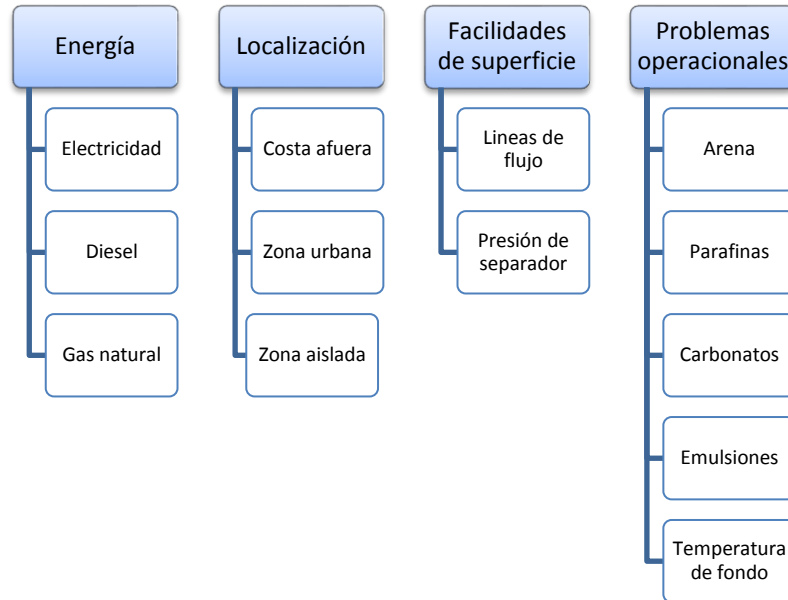 Energía
Electricidad
Diesel
Gas natural
Localización
Costa afuera
Zona urbana
Zona aislada
Facilidades
de superficie
Lineas de
flujo
Presión de
separador
Problemas
operacionales
Arena
Parafinas
Carbonatos
Emulsiones
Temperatura
de fondo